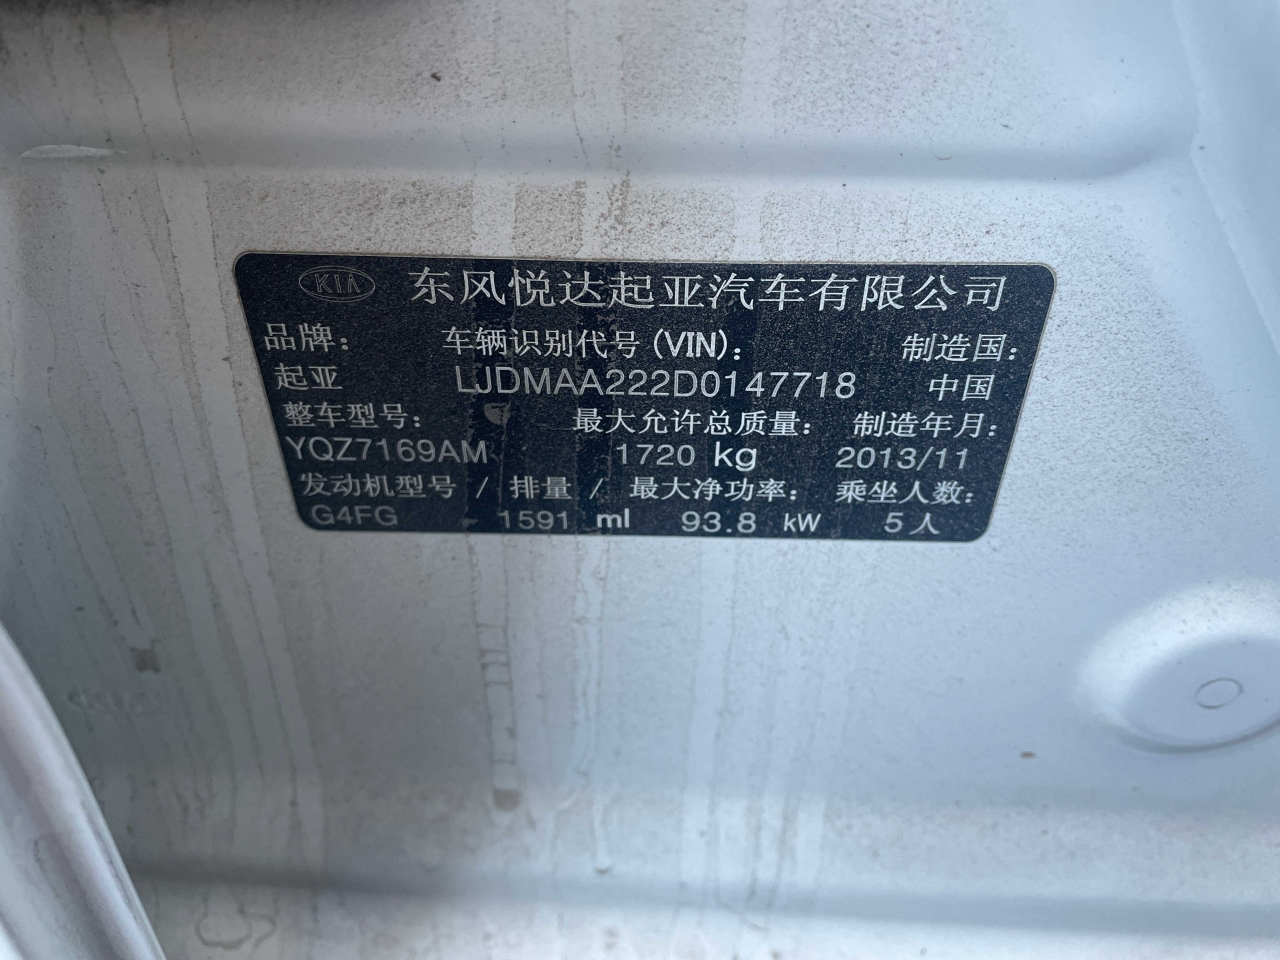 KIA 东风悦达起亚汽车有限公司
品牌： 车辆识别代号(VIN)： 制造国：
起亚 LJDMAA222D0147718 中国
整车型号： 最大允许总质量： 制造年月：
YQZ7169AM 1720 kg 2013/11
发动机型号 / 排量 / 最大净功率： 乘坐人数：
G4FG 1591 ml 93.8 kW 5人